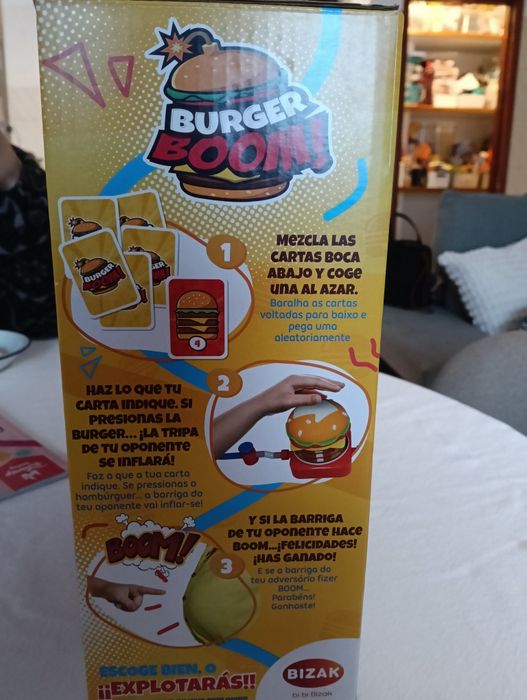 BURGER
BOOM!
BURGER
BOOM!
4
1
MEZCLA LAS
CARTAS BOCA
ABAJO Y COGE
UNA AL AZAR.
Baralha as cartas
voltadas para baixo e
pega uma
aleatoriamente
2
HAZ LO QUE TU
CARTA INDIQUE. SI
PRESIONAS LA
BURGER... ¡LA TRIPA
DE TU OPONENTE
SE INFLARÁ!
Faz o que a tua carta
indique. Se pressionas o
hambúrguer... a barriga do
teu oponente vai inflar-se!
BOOM!
3
Y SI LA BARRIGA
DE TU OPONENTE HACE
BOOM...¡FELICIDADES!
¡HAS GANADO!
E se a barriga do
teu adversário fizer
BOOM...
Parabéns!
Ganhaste!
ESCOGE BIEN, O
¡¡EXPLOTARÁS!!
BIZAK
bi bi Bizak